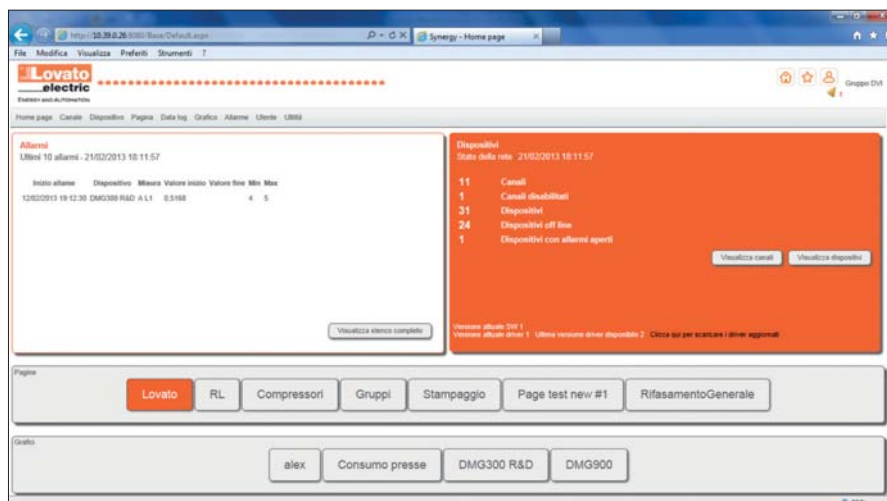 http://10.39.0.26:8080/Base/Default.aspx
Synergy - Home page
File Modifica Visualizza Preferiti Strumenti ?
Lovato
electric
ENERGY AND AUTOMATION
Gruppo DVI
1
Home page Canale Dispositivo Pagina Data log Grafico Allarme Utente Utilità
Allarmi
Ultimi 10 allarmi - 21/02/2013 18:11:57
Inizio allarme Dispositivo Misura Valore inizio Valore fine Min Max
12/02/2013 19:12:30 DMG300 R&D A L1 0,5168 4 5
Visualizza elenco completo
Dispositivi
Stato della rete 21/02/2013 18:11:57
11 Canali
1 Canali disabilitati
31 Dispositivi
24 Dispositivi off line
1 Dispositivi con allarmi aperti
Visualizza canali Visualizza dispositivi
Versione attuale SW 1
Versione attuale driver 1 Ultima versione driver disponibile 2 Clicca qui per scaricare i driver aggiornati
Pagine
Lovato RL Compressori Gruppi Stampaggio Page test new #1 RifasamentoGenerale
Grafici
alex Consumo presse DMG300 R&D DMG900